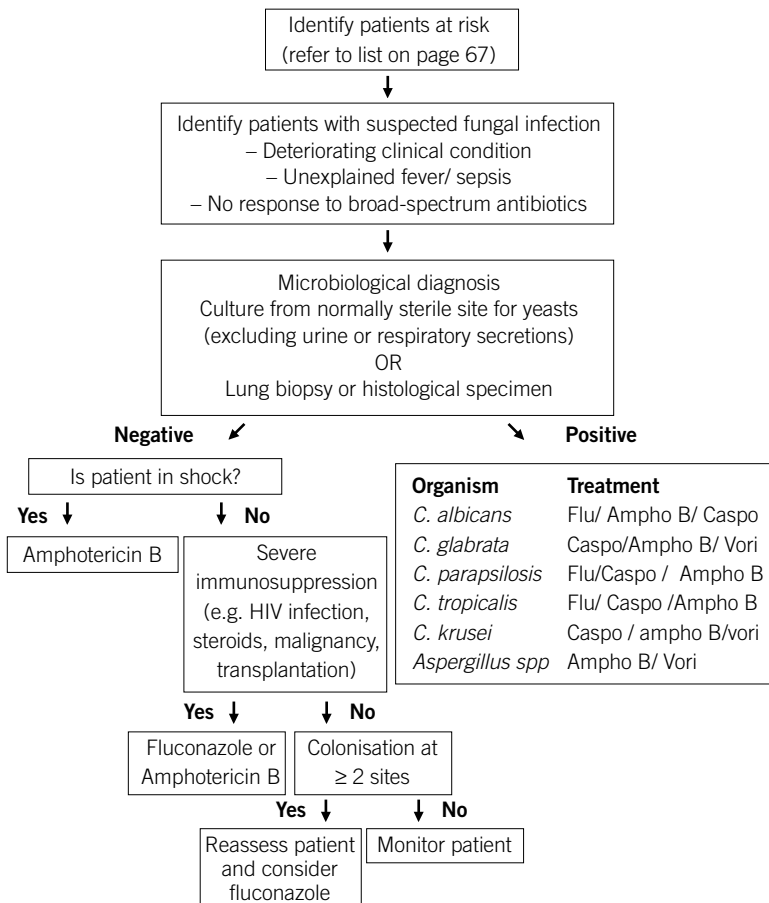 Identify patients at risk
(refer to list on page 67)
Identify patients with suspected fungal infection
– Deteriorating clinical condition
– Unexplained fever/ sepsis
– No response to broad-spectrum antibiotics
Microbiological diagnosis
Culture from normally sterile site for yeasts
(excluding urine or respiratory secretions)
OR
Lung biopsy or histological specimen
Negative
Positive
Is patient in shock?
Yes
No
Amphotericin B
Severe
immunosuppression
(e.g. HIV infection,
steroids, malignancy,
transplantation)
Organism Treatment
C. albicans Flu/ Ampho B/ Caspo
C. glabrata Caspo/Ampho B/ Vori
C. parapsilosis Flu/Caspo / Ampho B
C. tropicalis Flu/ Caspo /Ampho B
C. krusei Caspo / ampho B/vori
Aspergillus spp Ampho B/ Vori
Yes
No
Fluconazole or
Amphotericin B
Colonisation at
≥ 2 sites
Yes
No
Reassess patient
and consider
fluconazole
Monitor patient